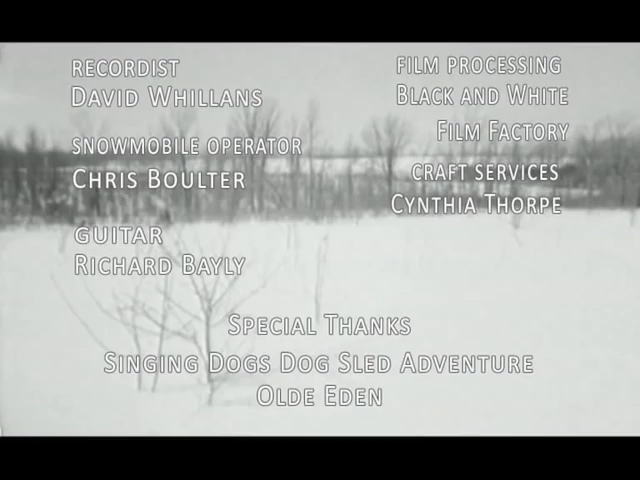 RECORDIST
DAVID WHILLANS
SNOWMOBILE OPERATOR
CHRIS BOULTER
GUITAR
RICHARD BAYLY
FILM PROCESSING
BLACK AND WHITE
FILM FACTORY
CRAFT SERVICES
CYNTHIA THORPE
SPECIAL THANKS
SINGING DOGS DOG SLED ADVENTURE
OLDE EDEN